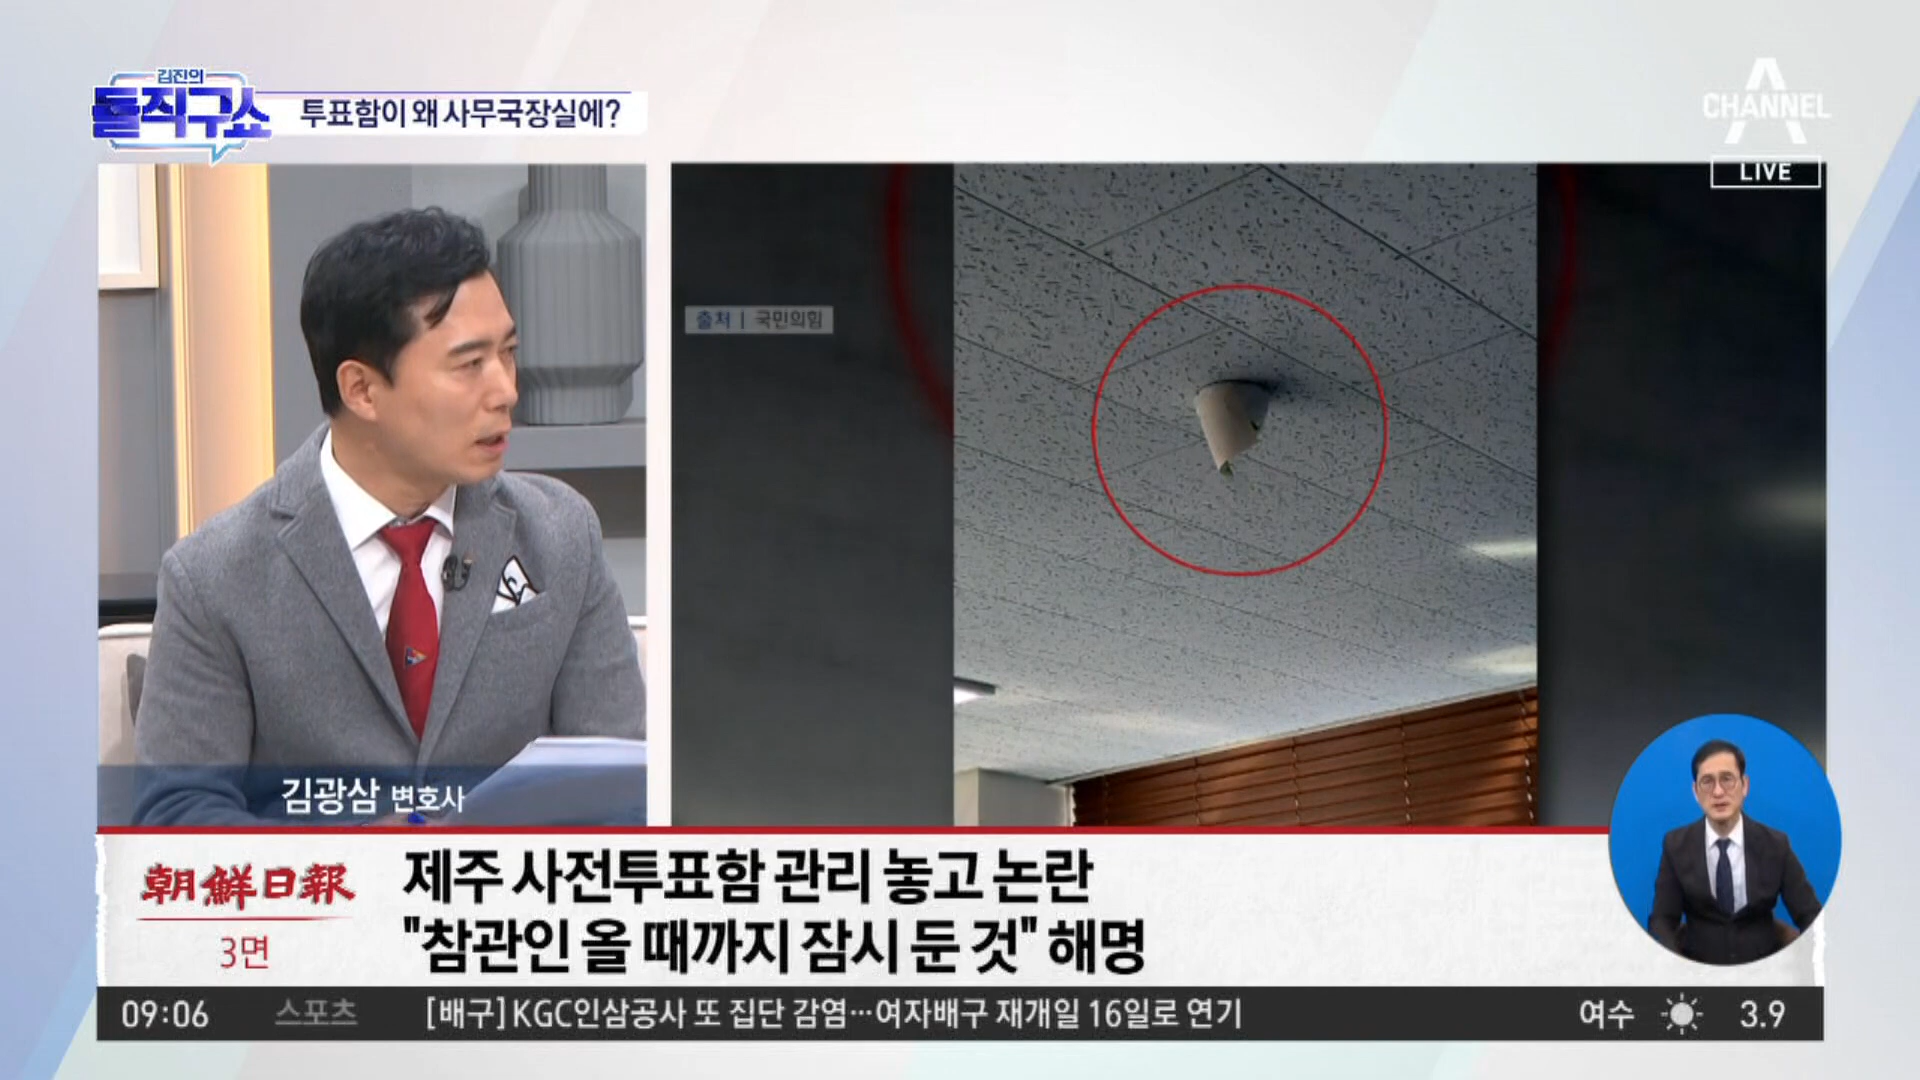 김진의
돌직구쇼
투표함이 왜 사무국장실에?
CHANNEL A
LIVE
출처 | 국민의힘
김광삼 변호사
朝鮮日報
3면
제주 사전투표함 관리 놓고 논란
"참관인 올 때까지 잠시 둔 것" 해명
09:06 스포츠 [배구] KGC인삼공사 또 집단 감염…여자배구 재개일 16일로 연기 여수 3.9